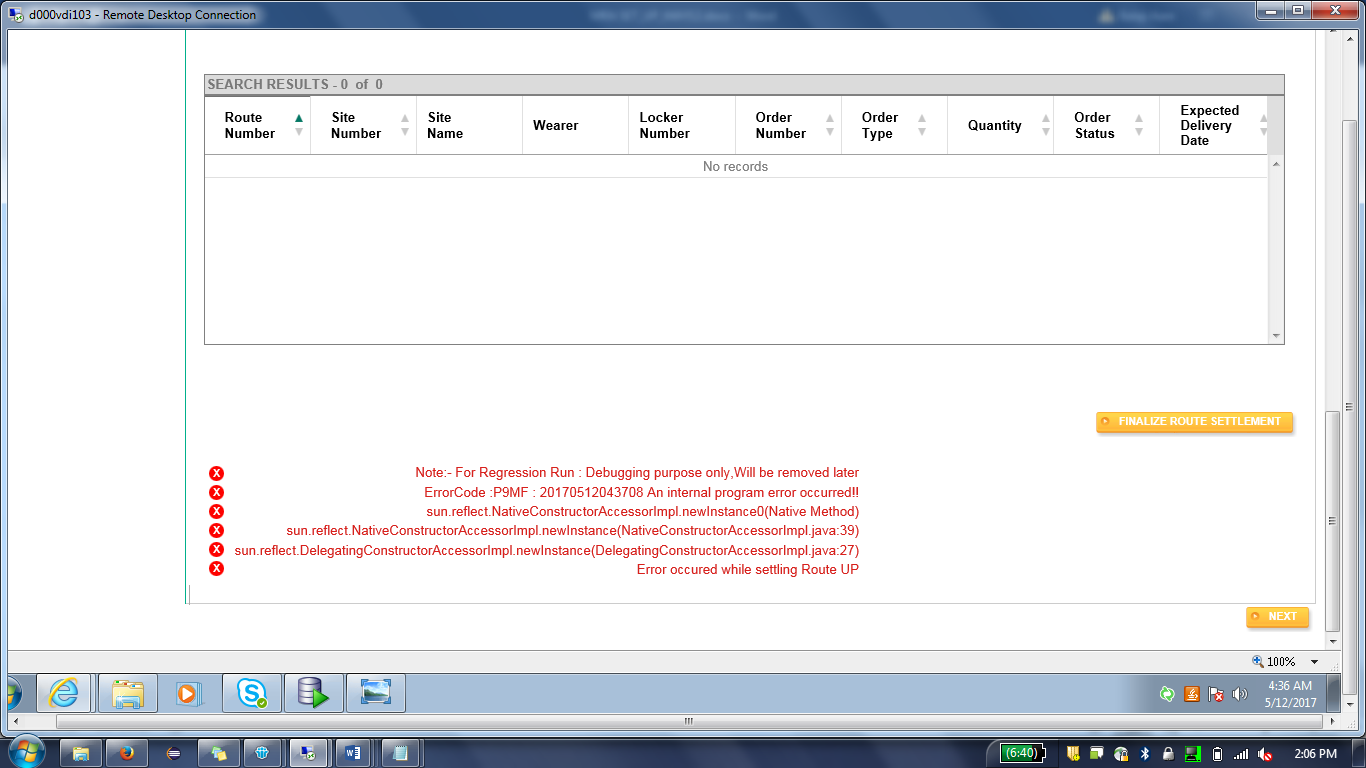 d000vdi103 - Remote Desktop Connection
SEARCH RESULTS - 0 of 0
Route Number
Site Number
Site Name
Wearer
Locker Number
Order Number
Order Type
Quantity
Order Status
Expected Delivery Date
No records
FINALIZE ROUTE SETTLEMENT
X Note:- For Regression Run : Debugging purpose only,Will be removed later
X ErrorCode :P9MF : 20170512043708 An internal program error occurred!!
X sun.reflect.NativeConstructorAccessorImpl.newInstance0(Native Method)
X sun.reflect.NativeConstructorAccessorImpl.newInstance(NativeConstructorAccessorImpl.java:39)
X sun.reflect.DelegatingConstructorAccessorImpl.newInstance(DelegatingConstructorAccessorImpl.java:27)
X Error occured while settling Route UP
NEXT
100%
4:36 AM
5/12/2017
(6:40)
2:06 PM